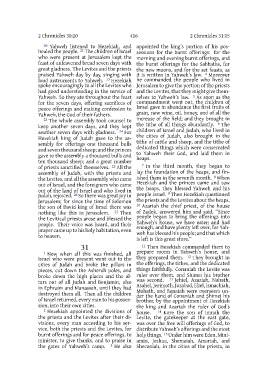 2 Chronicles 30:20
416
2 Chronicles 31:15
20 Yahweh listened to Hezekiah, and
healed the people. 21 The children of Israel
who were present at Jerusalem kept the
feast of unleavened bread seven days with
great gladness. The Levites and the priests
praised Yahweh day by day, singing with
loud instruments to Yahweh. 22 Hezekiah
spoke encouragingly to all the Levites who
had good understanding in the service of
Yahweh. So they ate throughout the feast
for the seven days, offering sacrifices of
peace offerings and making confession to
Yahweh, the God of their fathers.
23 The whole assembly took counsel to
keep another seven days, and they kept
another seven days with gladness. 24 For
Hezekiah king of Judah gave to the as-
sembly for offerings one thousand bulls
and seven thousand sheep; and the princes
gave to the assembly a thousand bulls and
ten thousand sheep; and a great number
of priests sanctified themselves. 25 All the
assembly of Judah, with the priests and
the Levites, and all the assembly who came
out of Israel, and the foreigners who came
out of the land of Israel and who lived in
Judah, rejoiced. 26 So there was great joy in
Jerusalem; for since the time of Solomon
the son of David king of Israel there was
nothing like this in Jerusalem. 27 Then
the Levitical priests arose and blessed the
people. Their voice was heard, and their
prayer came up to his holy habitation, even
to heaven.
31
1 Now when all this was finished, all
Israel who were present went out to the
cities of Judah and broke the pillars in
pieces, cut down the Asherah poles, and
broke down the high places and the al-
tars out of all Judah and Benjamin, also
in Ephraim and Manasseh, until they had
destroyed them all. Then all the children
of Israel returned, every man to his posses-
sion, into their own cities.
2 Hezekiah appointed the divisions of
the priests and the Levites after their di-
visions, every man according to his ser-
vice, both the priests and the Levites, for
burnt offerings and for peace offerings, to
minister, to give thanks, and to praise in
the gates of Yahweh's camp. 3 He also
appointed the king's portion of his pos-
sessions for the burnt offerings: for the
morning and evening burnt offerings, and
the burnt offerings for the Sabbaths, for
the new moons, and for the set feasts, as
it is written in Yahweh's law. 4 Moreover
he commanded the people who lived in
Jerusalem to give the portion of the priests
and the Levites, that they might give them-
selves to Yahweh's law. 5 As soon as the
commandment went out, the children of
Israel gave in abundance the first fruits of
grain, new wine, oil, honey, and of all the
increase of the field; and they brought in
the tithe of all things abundantly. 6 The
children of Israel and Judah, who lived in
the cities of Judah, also brought in the
tithe of cattle and sheep, and the tithe of
dedicated things which were consecrated
to Yahweh their God, and laid them in
heaps.
7 In the third month, they began to
lay the foundation of the heaps, and fin-
ished them in the seventh month. 8 When
Hezekiah and the princes came and saw
the heaps, they blessed Yahweh and his
people Israel. 9 Then Hezekiah questioned
the priests and the Levites about the heaps.
10 Azariah the chief priest, of the house
of Zadok, answered him and said, "Since
people began to bring the offerings into
Yahweh's house, we have eaten and had
enough, and have plenty left over, for Yah-
weh has blessed his people; and that which
is left is this great store."
11 Then Hezekiah commanded them to
prepare rooms in Yahweh's house, and
they prepared them. 12 They brought in
the offerings, the tithes, and the dedicated
things faithfully. Conaniah the Levite was
ruler over them, and Shimei his brother
was second. 13 Jehiel, Azaziah, Nahath,
Asahel, Jerimoth, Jozabad, Eliel, Ismachiah,
Mahath, and Benaiah were overseers un-
der the hand of Conaniah and Shimei his
brother, by the appointment of Hezekiah
the king and Azariah the ruler of God's
house. 14 Kore the son of Imnah the
Levite, the gatekeeper at the east gate,
was over the free will offerings of God, to
distribute Yahweh's offerings and the most
holy things. 15 Under him were Eden, Mini-
amin, Jeshua, Shemaiah, Amariah, and
Shecaniah, in the cities of the priests, in